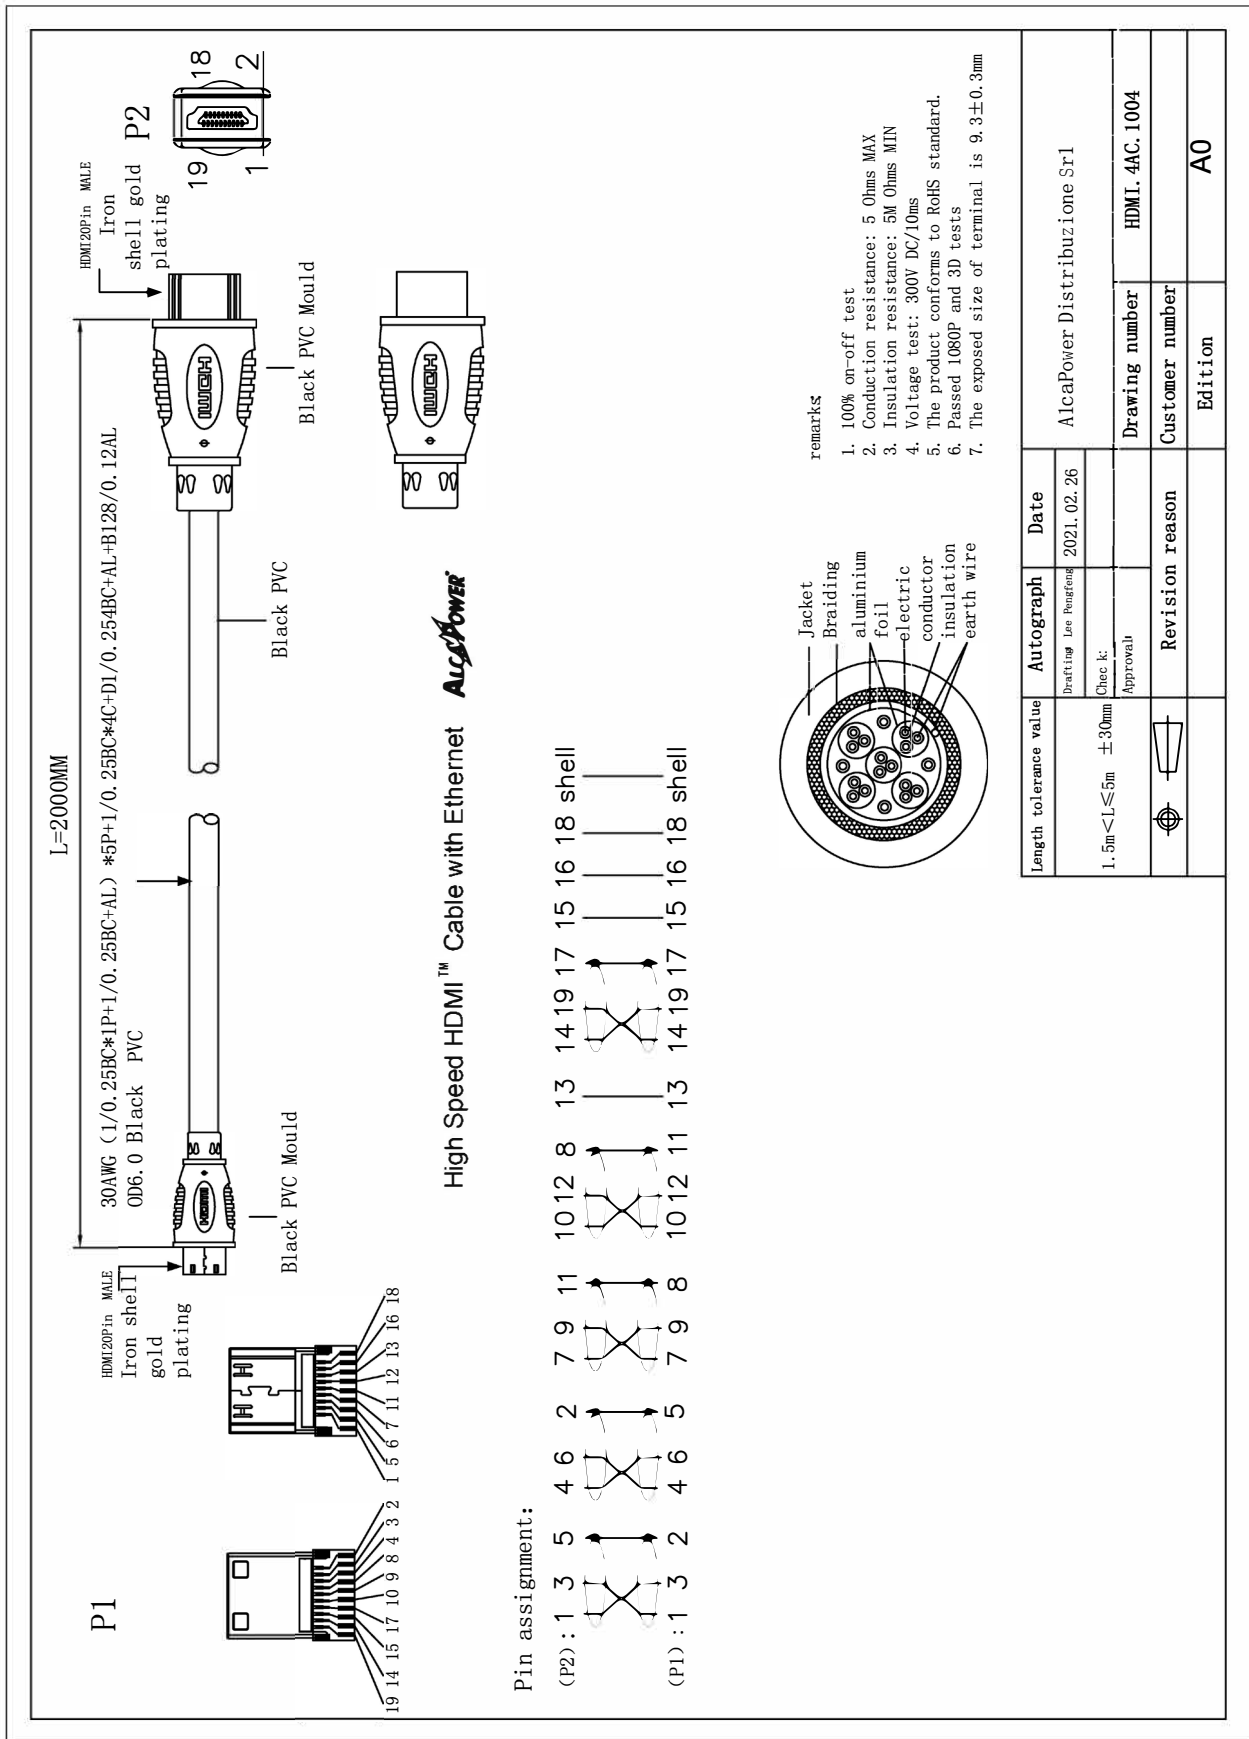 L=2000MM
30AWG (1/0.25BC*1P+1/0.25BC+AL) *5P+1/0.25BC*4C+D1/0.254BC+AL+B128/0.12AL
OD6.0 Black PVC
P1
HDMI20Pin MALE
Iron shell
gold
plating
Black PVC Mould
HDMI
Black PVC
HDMI
Black PVC Mould
HDMI20Pin MALE
Iron
shell gold
plating
P2
19 18
1 2
19 14 15 17 10 9 8 4 3 2
1 5 6 7 11 12 13 16 18
HDMI
High Speed HDMI™ Cable with Ethernet
ALCAPOWER
Pin assignment:
(P2): 1 3 5 4 6 2 7 9 11 10 12 8 13 14 19 17 15 16 18 shell
(P1): 1 3 2 4 6 5 7 9 8 10 12 11 13 14 19 17 15 16 18 shell
Jacket
Braiding
aluminium
foil
electric
conductor
insulation
earth wire
remarks:
1. 100% on-off test
2. Conduction resistance: 5 Ohms MAX
3. Insulation resistance: 5M Ohms MIN
4. Voltage test: 300V DC/10ms
5. The product conforms to RoHS standard.
6. Passed 1080P and 3D tests
7. The exposed size of terminal is 9.3±0.3mm
Length tolerance value Autograph Date
AlcaPower Distribuzione Srl
Drafting Lee Pengfeng 2021.02.26
1.5m<L≤5m ±30mm
Check:
Approval:
Drawing number HDMI.4AC.1004
Revision reason Customer number
Edition A0